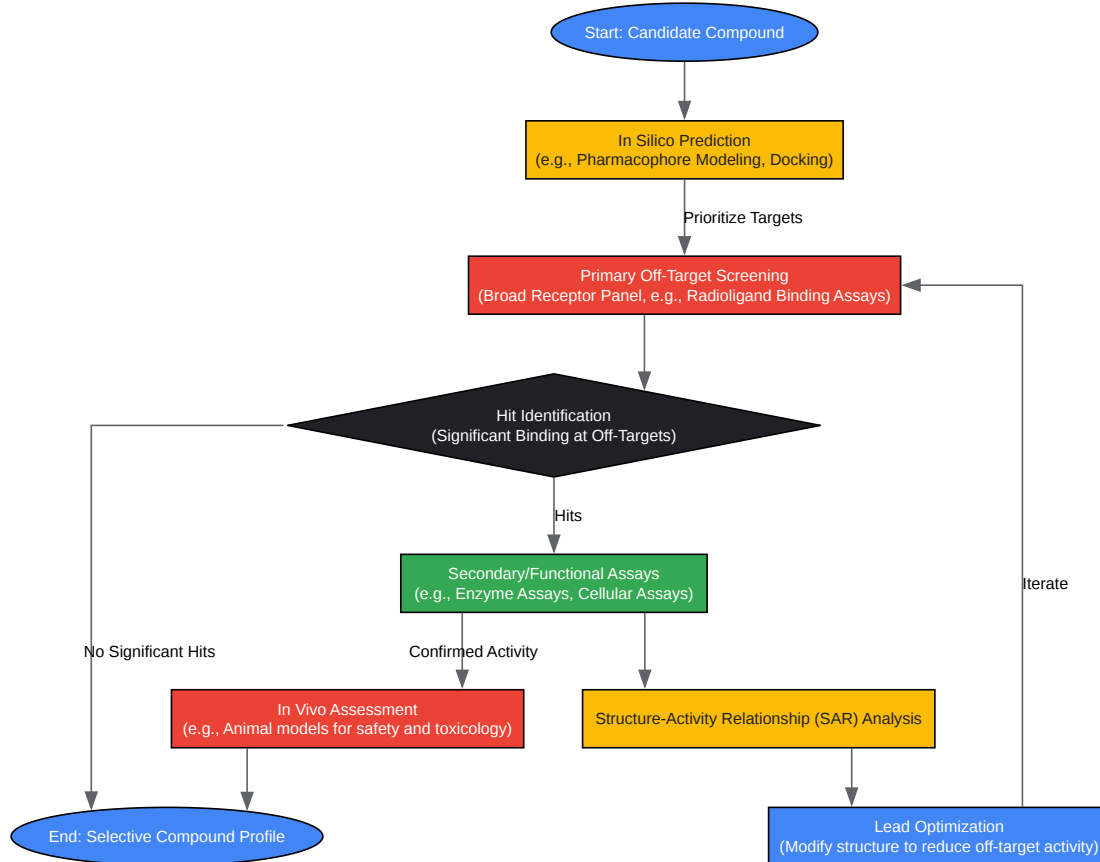 Start: Candidate Compound
In Silico Prediction
(e.g., Pharmacophore Modeling, Docking)
Prioritize Targets
Primary Off-Target Screening
(Broad Receptor Panel, e.g., Radioligand Binding Assays)
Hit Identification
(Significant Binding at Off-Targets)
Hits
Secondary/Functional Assays
(e.g., Enzyme Assays, Cellular Assays)
Iterate
No Significant Hits
Confirmed Activity
In Vivo Assessment
(e.g., Animal models for safety and toxicology)
Structure-Activity Relationship (SAR) Analysis
End: Selective Compound Profile
Lead Optimization
(Modify structure to reduce off-target activity)